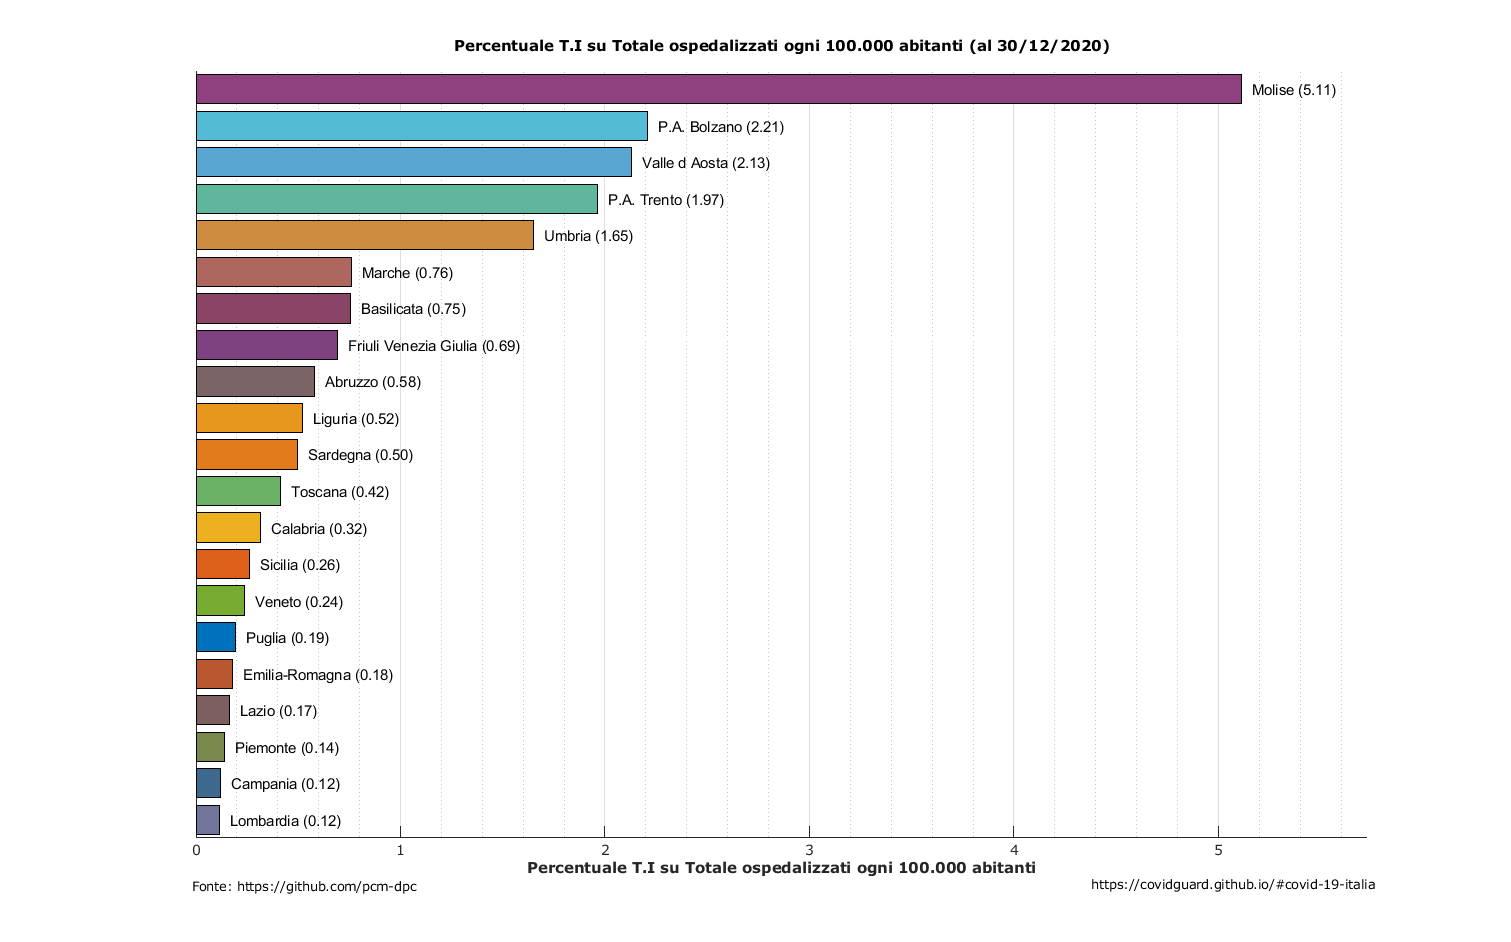 Percentuale T.I su Totale ospedalizzati ogni 100.000 abitanti (al 30/12/2020)
Molise (5.11)
P.A. Bolzano (2.21)
Valle d Aosta (2.13)
P.A. Trento (1.97)
Umbria (1.65)
Marche (0.76)
Basilicata (0.75)
Friuli Venezia Giulia (0.69)
Abruzzo (0.58)
Liguria (0.52)
Sardegna (0.50)
Toscana (0.42)
Calabria (0.32)
Sicilia (0.26)
Veneto (0.24)
Puglia (0.19)
Emilia-Romagna (0.18)
Lazio (0.17)
Piemonte (0.14)
Campania (0.12)
Lombardia (0.12)
0 1 2 3 4 5
Percentuale T.I su Totale ospedalizzati ogni 100.000 abitanti
Fonte: https://github.com/pcm-dpc
https://covidguard.github.io/#covid-19-italia